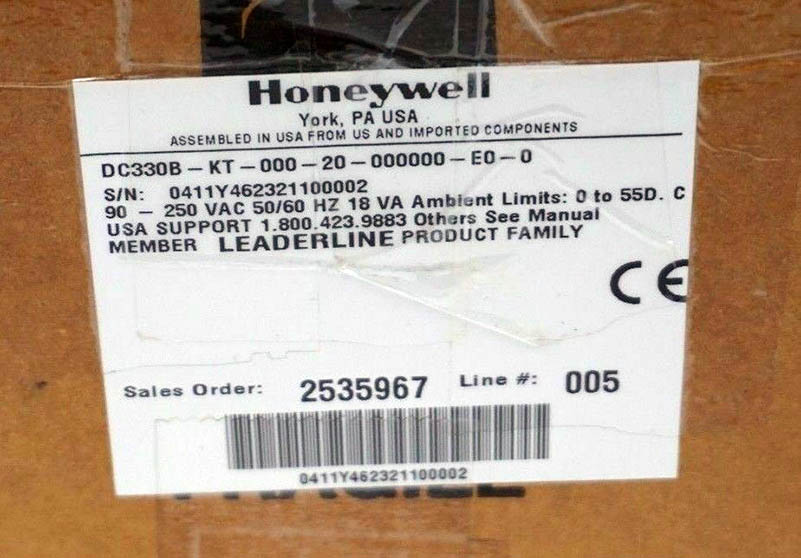 Honeywell
York, PA USA
ASSEMBLED IN USA FROM US AND IMPORTED COMPONENTS
DC330B – KT – 000 – 20 – 000000 – E0 – 0
S/N: 0411Y462321100002
90 – 250 VAC 50/60 HZ 18 VA Ambient Limits: 0 to 55D. C
USA SUPPORT 1.800.423.9883 Others See Manual
MEMBER LEADERLINE PRODUCT FAMILY
CE
Sales Order: 2535967 Line #: 005
0411Y462321100002